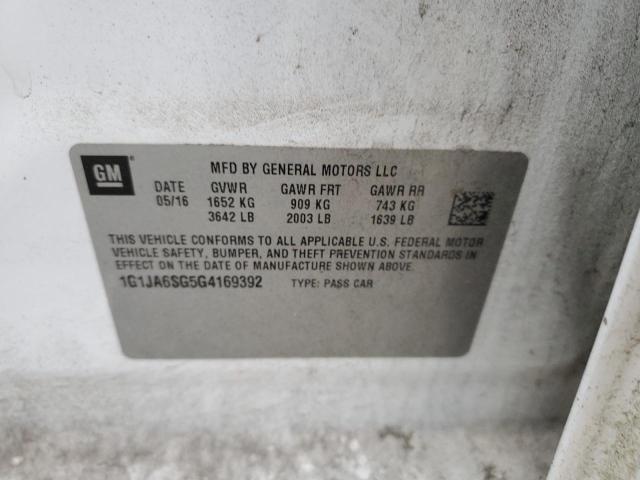 GM ®
MFD BY GENERAL MOTORS LLC
DATE GVWR GAWR FRT GAWR RR
05/16 1652 KG 909 KG 743 KG
3642 LB 2003 LB 1639 LB
THIS VEHICLE CONFORMS TO ALL APPLICABLE U.S. FEDERAL MOTOR
VEHICLE SAFETY, BUMPER, AND THEFT PREVENTION STANDARDS IN
EFFECT ON THE DATE OF MANUFACTURE SHOWN ABOVE.
1G1JA6SG5G4169392 TYPE: PASS CAR